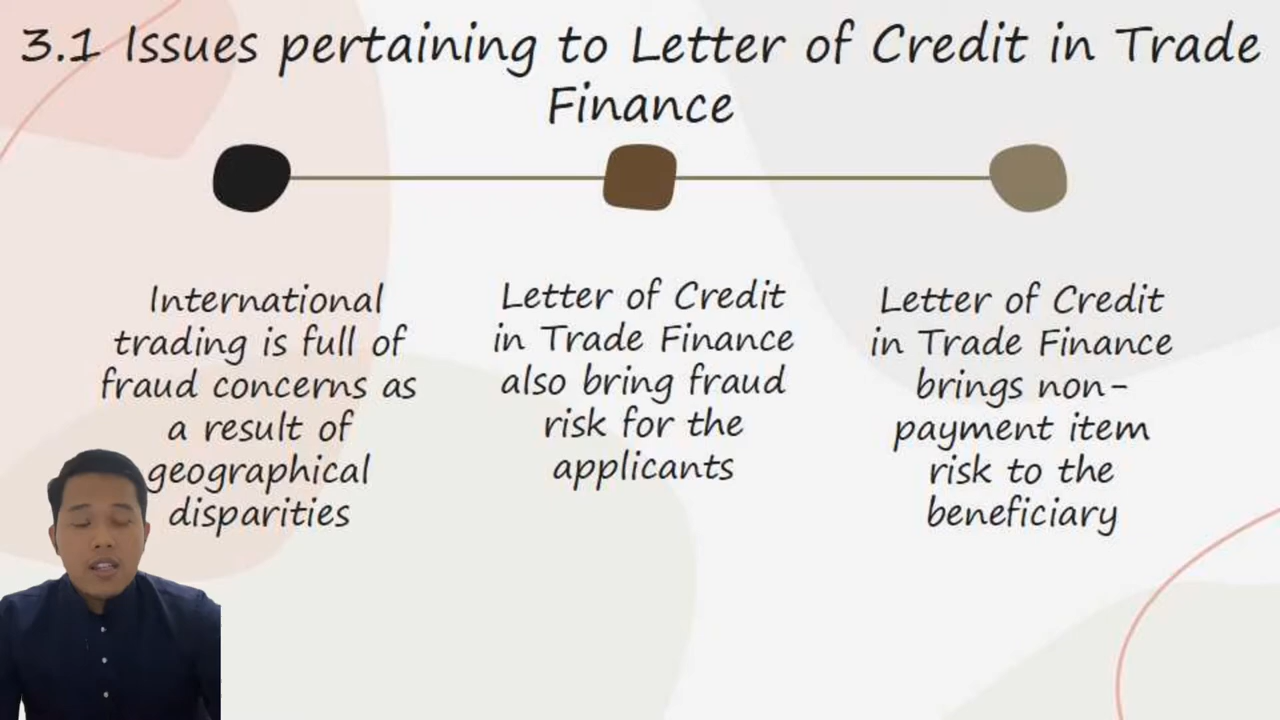 3.1 Issues pertaining to Letter of Credit in Trade
Finance
International
trading is full of
fraud concerns as
a result of
geographical
disparities
Letter of Credit
in Trade Finance
also bring fraud
risk for the
applicants
Letter of Credit
in Trade Finance
brings non-
payment item
risk to the
beneficiary